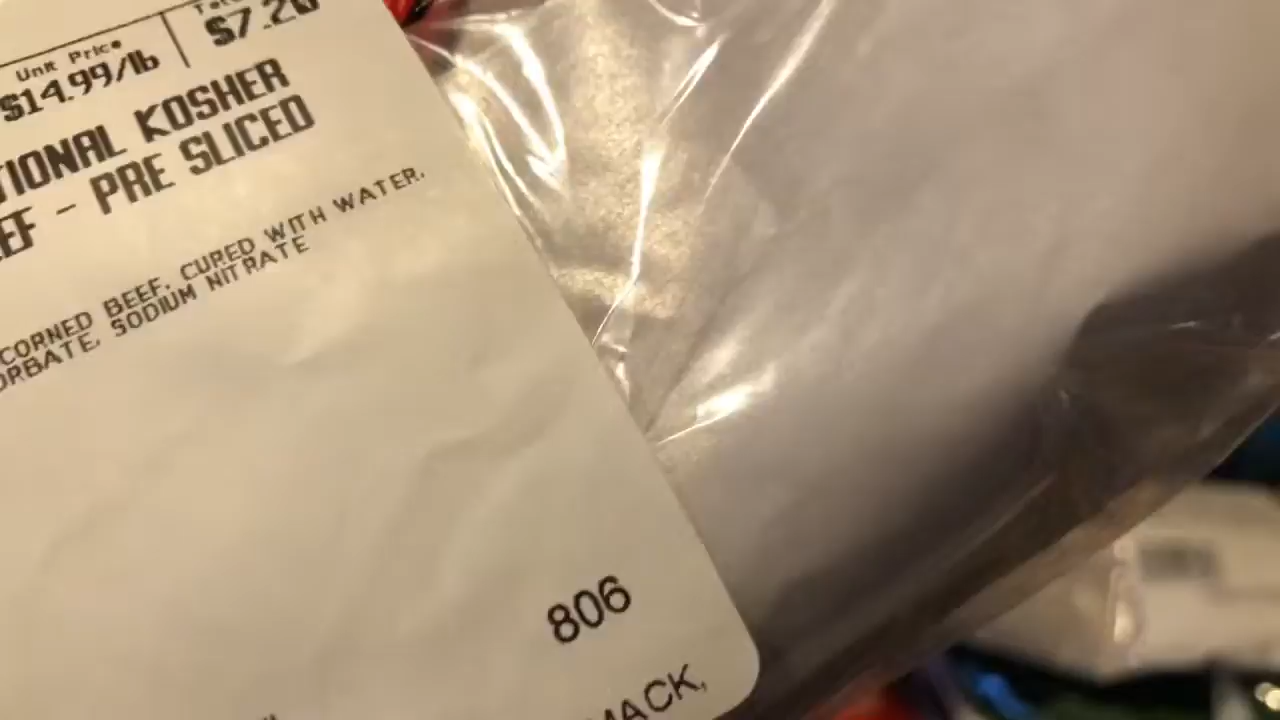 Unit Price
$14.99/lb
$7.20
TIONAL KOSHER
EF - PRE SLICED
CORNED BEEF, CURED WITH WATER,
ORBATE, SODIUM NITRATE
806
MACK,